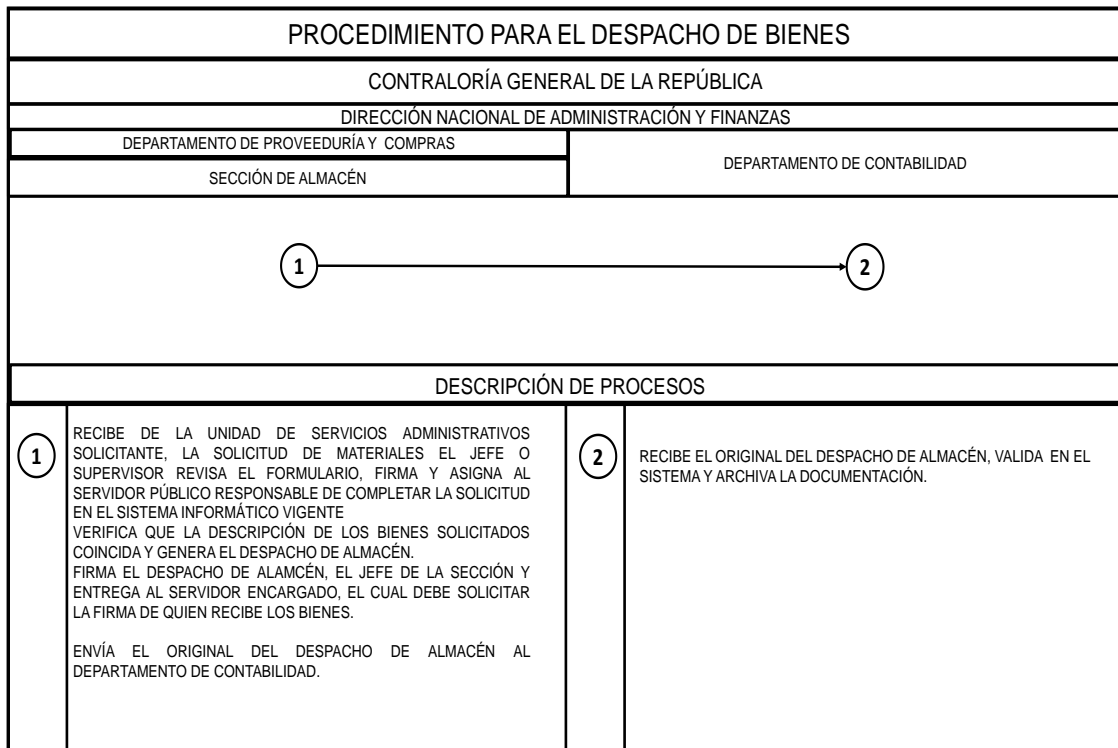 PROCEDIMIENTO PARA EL DESPACHO DE BIENES
CONTRALORÍA GENERAL DE LA REPÚBLICA
DIRECCIÓN NACIONAL DE ADMINISTRACIÓN Y FINANZAS
DEPARTAMENTO DE PROVEEDURÍA Y COMPRAS
SECCIÓN DE ALMACÉN
DEPARTAMENTO DE CONTABILIDAD
1
2
DESCRIPCIÓN DE PROCESOS
1
RECIBE DE LA UNIDAD DE SERVICIOS ADMINISTRATIVOS
SOLICITANTE, LA SOLICITUD DE MATERIALES EL JEFE O
SUPERVISOR REVISA EL FORMULARIO, FIRMA Y ASIGNA AL
SERVIDOR PÚBLICO RESPONSABLE DE COMPLETAR LA SOLICITUD
EN EL SISTEMA INFORMÁTICO VIGENTE
VERIFICA QUE LA DESCRIPCIÓN DE LOS BIENES SOLICITADOS
COINCIDA Y GENERA EL DESPACHO DE ALMACÉN.
FIRMA EL DESPACHO DE ALAMCÉN, EL JEFE DE LA SECCIÓN Y
ENTREGA AL SERVIDOR ENCARGADO, EL CUAL DEBE SOLICITAR
LA FIRMA DE QUIEN RECIBE LOS BIENES.
ENVÍA EL ORIGINAL DEL DESPACHO DE ALMACÉN AL
DEPARTAMENTO DE CONTABILIDAD.
2
RECIBE EL ORIGINAL DEL DESPACHO DE ALMACÉN, VALIDA EN EL
SISTEMA Y ARCHIVA LA DOCUMENTACIÓN.